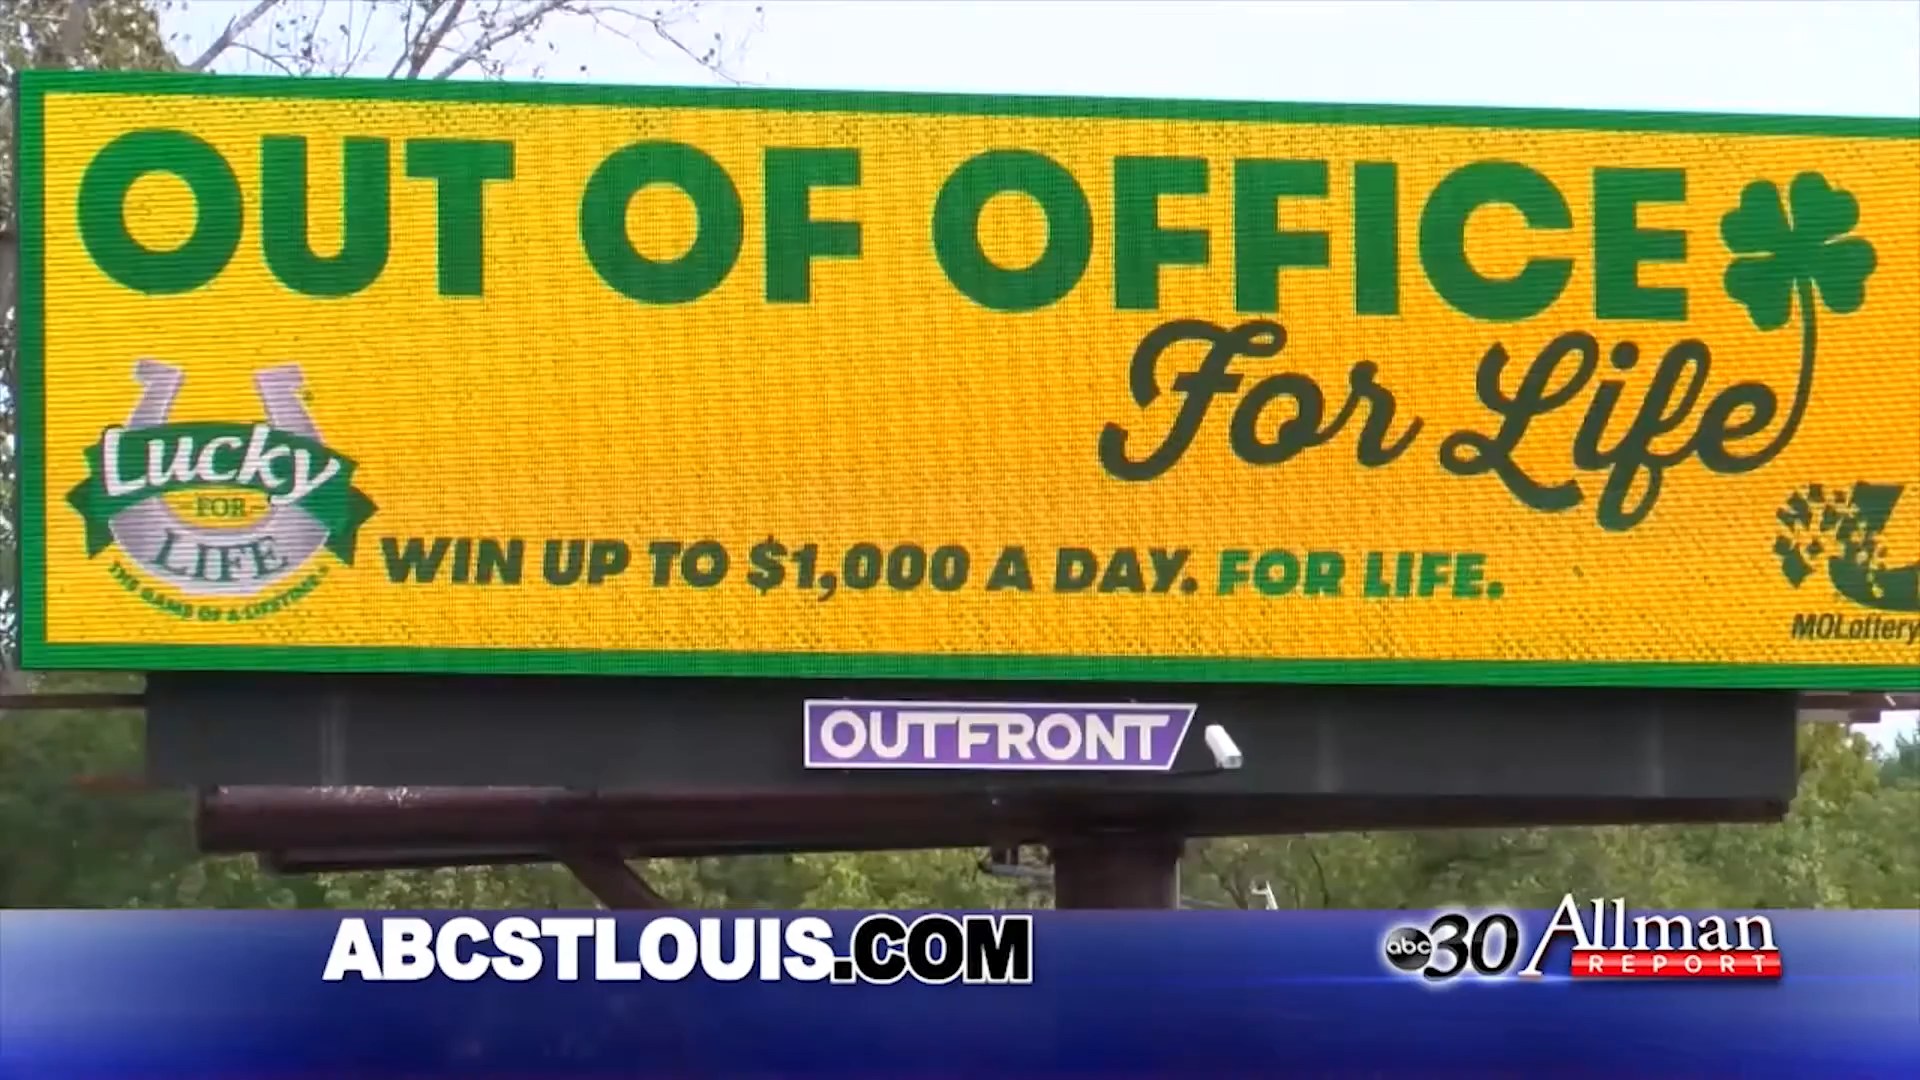 OUT OF OFFICE
For Life
Lucky
FOR
LIFE
THE GAME OF A LIFETIME
WIN UP TO $1,000 A DAY. FOR LIFE.
MOLottery
OUTFRONT
ABCSTLOUIS.COM
abc 30 Allman
REPORT